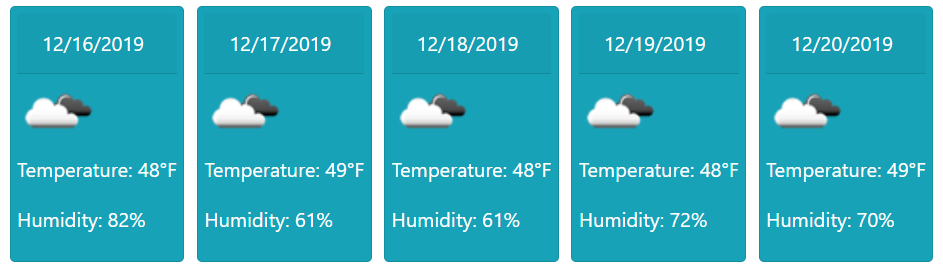 12/16/2019
Temperature: 48°F
Humidity: 82%
12/17/2019
Temperature: 49°F
Humidity: 61%
12/18/2019
Temperature: 48°F
Humidity: 61%
12/19/2019
Temperature: 48°F
Humidity: 72%
12/20/2019
Temperature: 49°F
Humidity: 70%